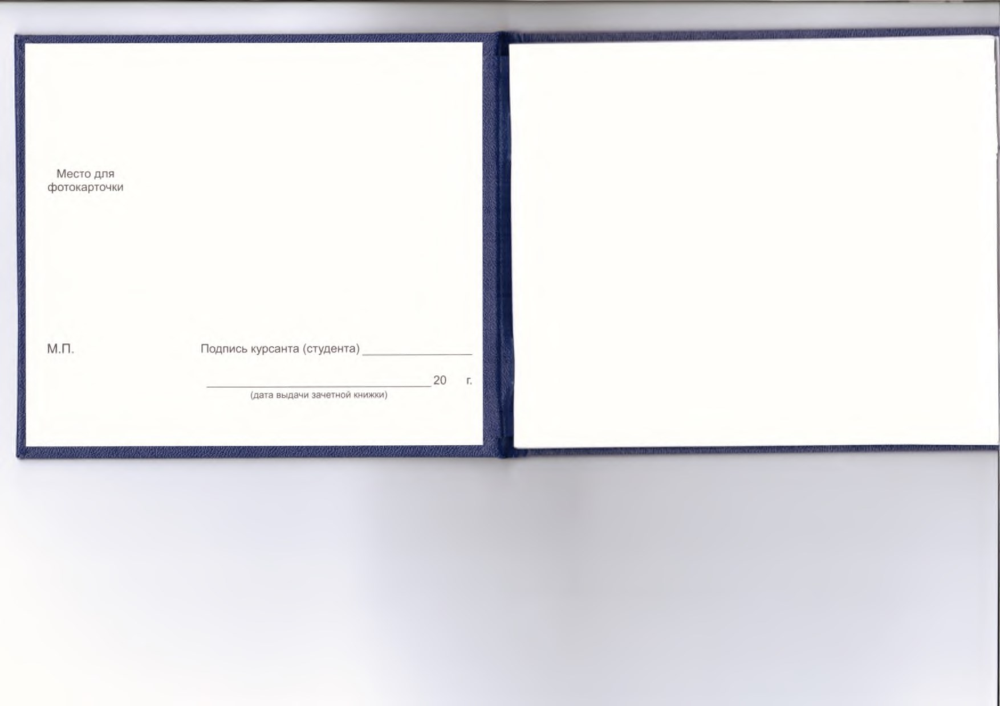 Место для
фотокарточки
М.П.
Подпись курсанта (студента)
20 г.
(дата выдачи зачетной книжки)